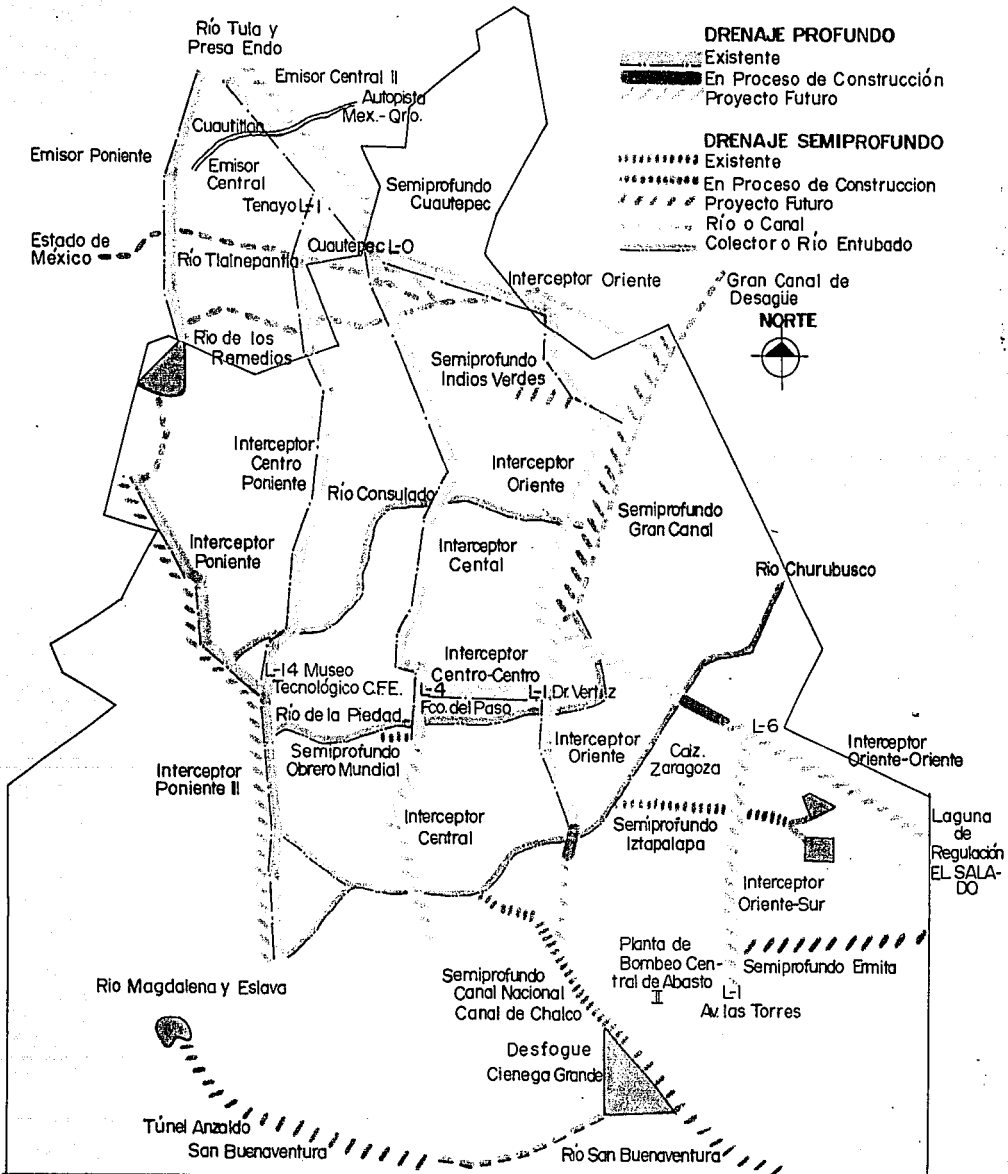 Río Tula y
Presa Endo
DRENAJE PROFUNDO
Existente
En Proceso de Construcción
Proyecto Futuro
DRENAJE SEMIPROFUNDO
Existente
En Proceso de Construccion
Proyecto Futuro
Río o Canal
Colector o Río Entubado
Emisor Central II
Autopista
Mex.-Qro.
Cuautitlán
Emisor Poniente
Emisor
Central
Tenayo L-1
Semiprofundo
Cuautepec
Estado de
México
Río Tlalnepantla
Cuautepec L-O
Interceptor Oriente
Gran Canal de
Desagüe
NORTE
Rio de los
Remedios
Semiprofundo
Indios Verdes
Interceptor
Centro
Poniente
Interceptor
Oriente
Río Consulado
Semiprofundo
Gran Canal
Interceptor
Poniente
Interceptor
Cental
Rio Churubusco
L-14 Museo
Tecnológico C.F.E.
Interceptor
Centro-Centro
L-4
Fco. del Paso
L-1, Dr. Vertiz
Río de la Piedad
Semiprofundo
Obrero Mundial
Interceptor
Oriente
Calz.
Zaragoza
L-6
Interceptor
Oriente-Oriente
Interceptor
Poniente II
Interceptor
Central
Semiprofundo
Iztapalapa
Laguna
de
Regulación
EL SALA-
DO
Interceptor
Oriente-Sur
Planta de
Bombeo Cen-
tral de Abasto
II
Semiprofundo Ermita
L-1
Av. las Torres
Rio Magdalena y Eslava
Semiprofundo
Canal Nacional
Canal de Chalco
Desfogue
Cienega Grande
Túnel Anzaldo
San Buenaventura
Río San Buenaventura